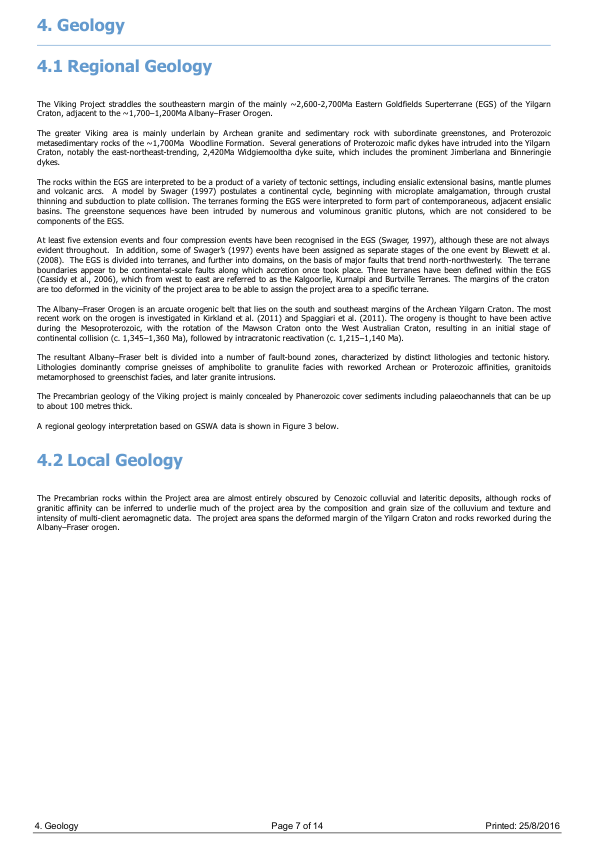 4. Geology
4.1 Regional Geology
The Viking Project straddles the southeastern margin of the mainly ~2,600-2,700Ma Eastern Goldfields Superterrane (EGS) of the Yilgarn
Craton, adjacent to the ~1,700–1,200Ma Albany–Fraser Orogen.
The greater Viking area is mainly underlain by Archean granite and sedimentary rock with subordinate greenstones, and Proterozoic
metasedimentary rocks of the ~1,700Ma Woodline Formation. Several generations of Proterozoic mafic dykes have intruded into the Yilgarn
Craton, notably the east-northeast-trending, 2,420Ma Widgiemooltha dyke suite, which includes the prominent Jimberlana and Binneringie
dykes.
The rocks within the EGS are interpreted to be a product of a variety of tectonic settings, including ensialic extensional basins, mantle plumes
and volcanic arcs. A model by Swager (1997) postulates a continental cycle, beginning with microplate amalgamation, through crustal
thinning and subduction to plate collision. The terranes forming the EGS were interpreted to form part of contemporaneous, adjacent ensialic
basins. The greenstone sequences have been intruded by numerous and voluminous granitic plutons, which are not considered to be
components of the EGS.
At least five extension events and four compression events have been recognised in the EGS (Swager, 1997), although these are not always
evident throughout. In addition, some of Swager's (1997) events have been assigned as separate stages of the one event by Blewett et al.
(2008). The EGS is divided into terranes, and further into domains, on the basis of major faults that trend north-northwesterly. The terrane
boundaries appear to be continental-scale faults along which accretion once took place. Three terranes have been defined within the EGS
(Cassidy et al., 2006), which from west to east are referred to as the Kalgoorlie, Kurnalpi and Burtville Terranes. The margins of the craton
are too deformed in the vicinity of the project area to be able to assign the project area to a specific terrane.
The Albany–Fraser Orogen is an arcuate orogenic belt that lies on the south and southeast margins of the Archean Yilgarn Craton. The most
recent work on the orogen is investigated in Kirkland et al. (2011) and Spaggiari et al. (2011). The orogeny is thought to have been active
during the Mesoproterozoic, with the rotation of the Mawson Craton onto the West Australian Craton, resulting in an initial stage of
continental collision (c. 1,345–1,360 Ma), followed by intracratonic reactivation (c. 1,215–1,140 Ma).
The resultant Albany–Fraser belt is divided into a number of fault-bound zones, characterized by distinct lithologies and tectonic history.
Lithologies dominantly comprise gneisses of amphibolite to granulite facies with reworked Archean or Proterozoic affinities, granitoids
metamorphosed to greenschist facies, and later granite intrusions.
The Precambrian geology of the Viking project is mainly concealed by Phanerozoic cover sediments including palaeochannels that can be up
to about 100 metres thick.
A regional geology interpretation based on GSWA data is shown in Figure 3 below.
4.2 Local Geology
The Precambrian rocks within the Project area are almost entirely obscured by Cenozoic colluvial and lateritic deposits, although rocks of
granitic affinity can be inferred to underlie much of the project area by the composition and grain size of the colluvium and texture and
intensity of multi-client aeromagnetic data. The project area spans the deformed margin of the Yilgarn Craton and rocks reworked during the
Albany–Fraser orogen.
4. Geology Page 7 of 14 Printed: 25/8/2016